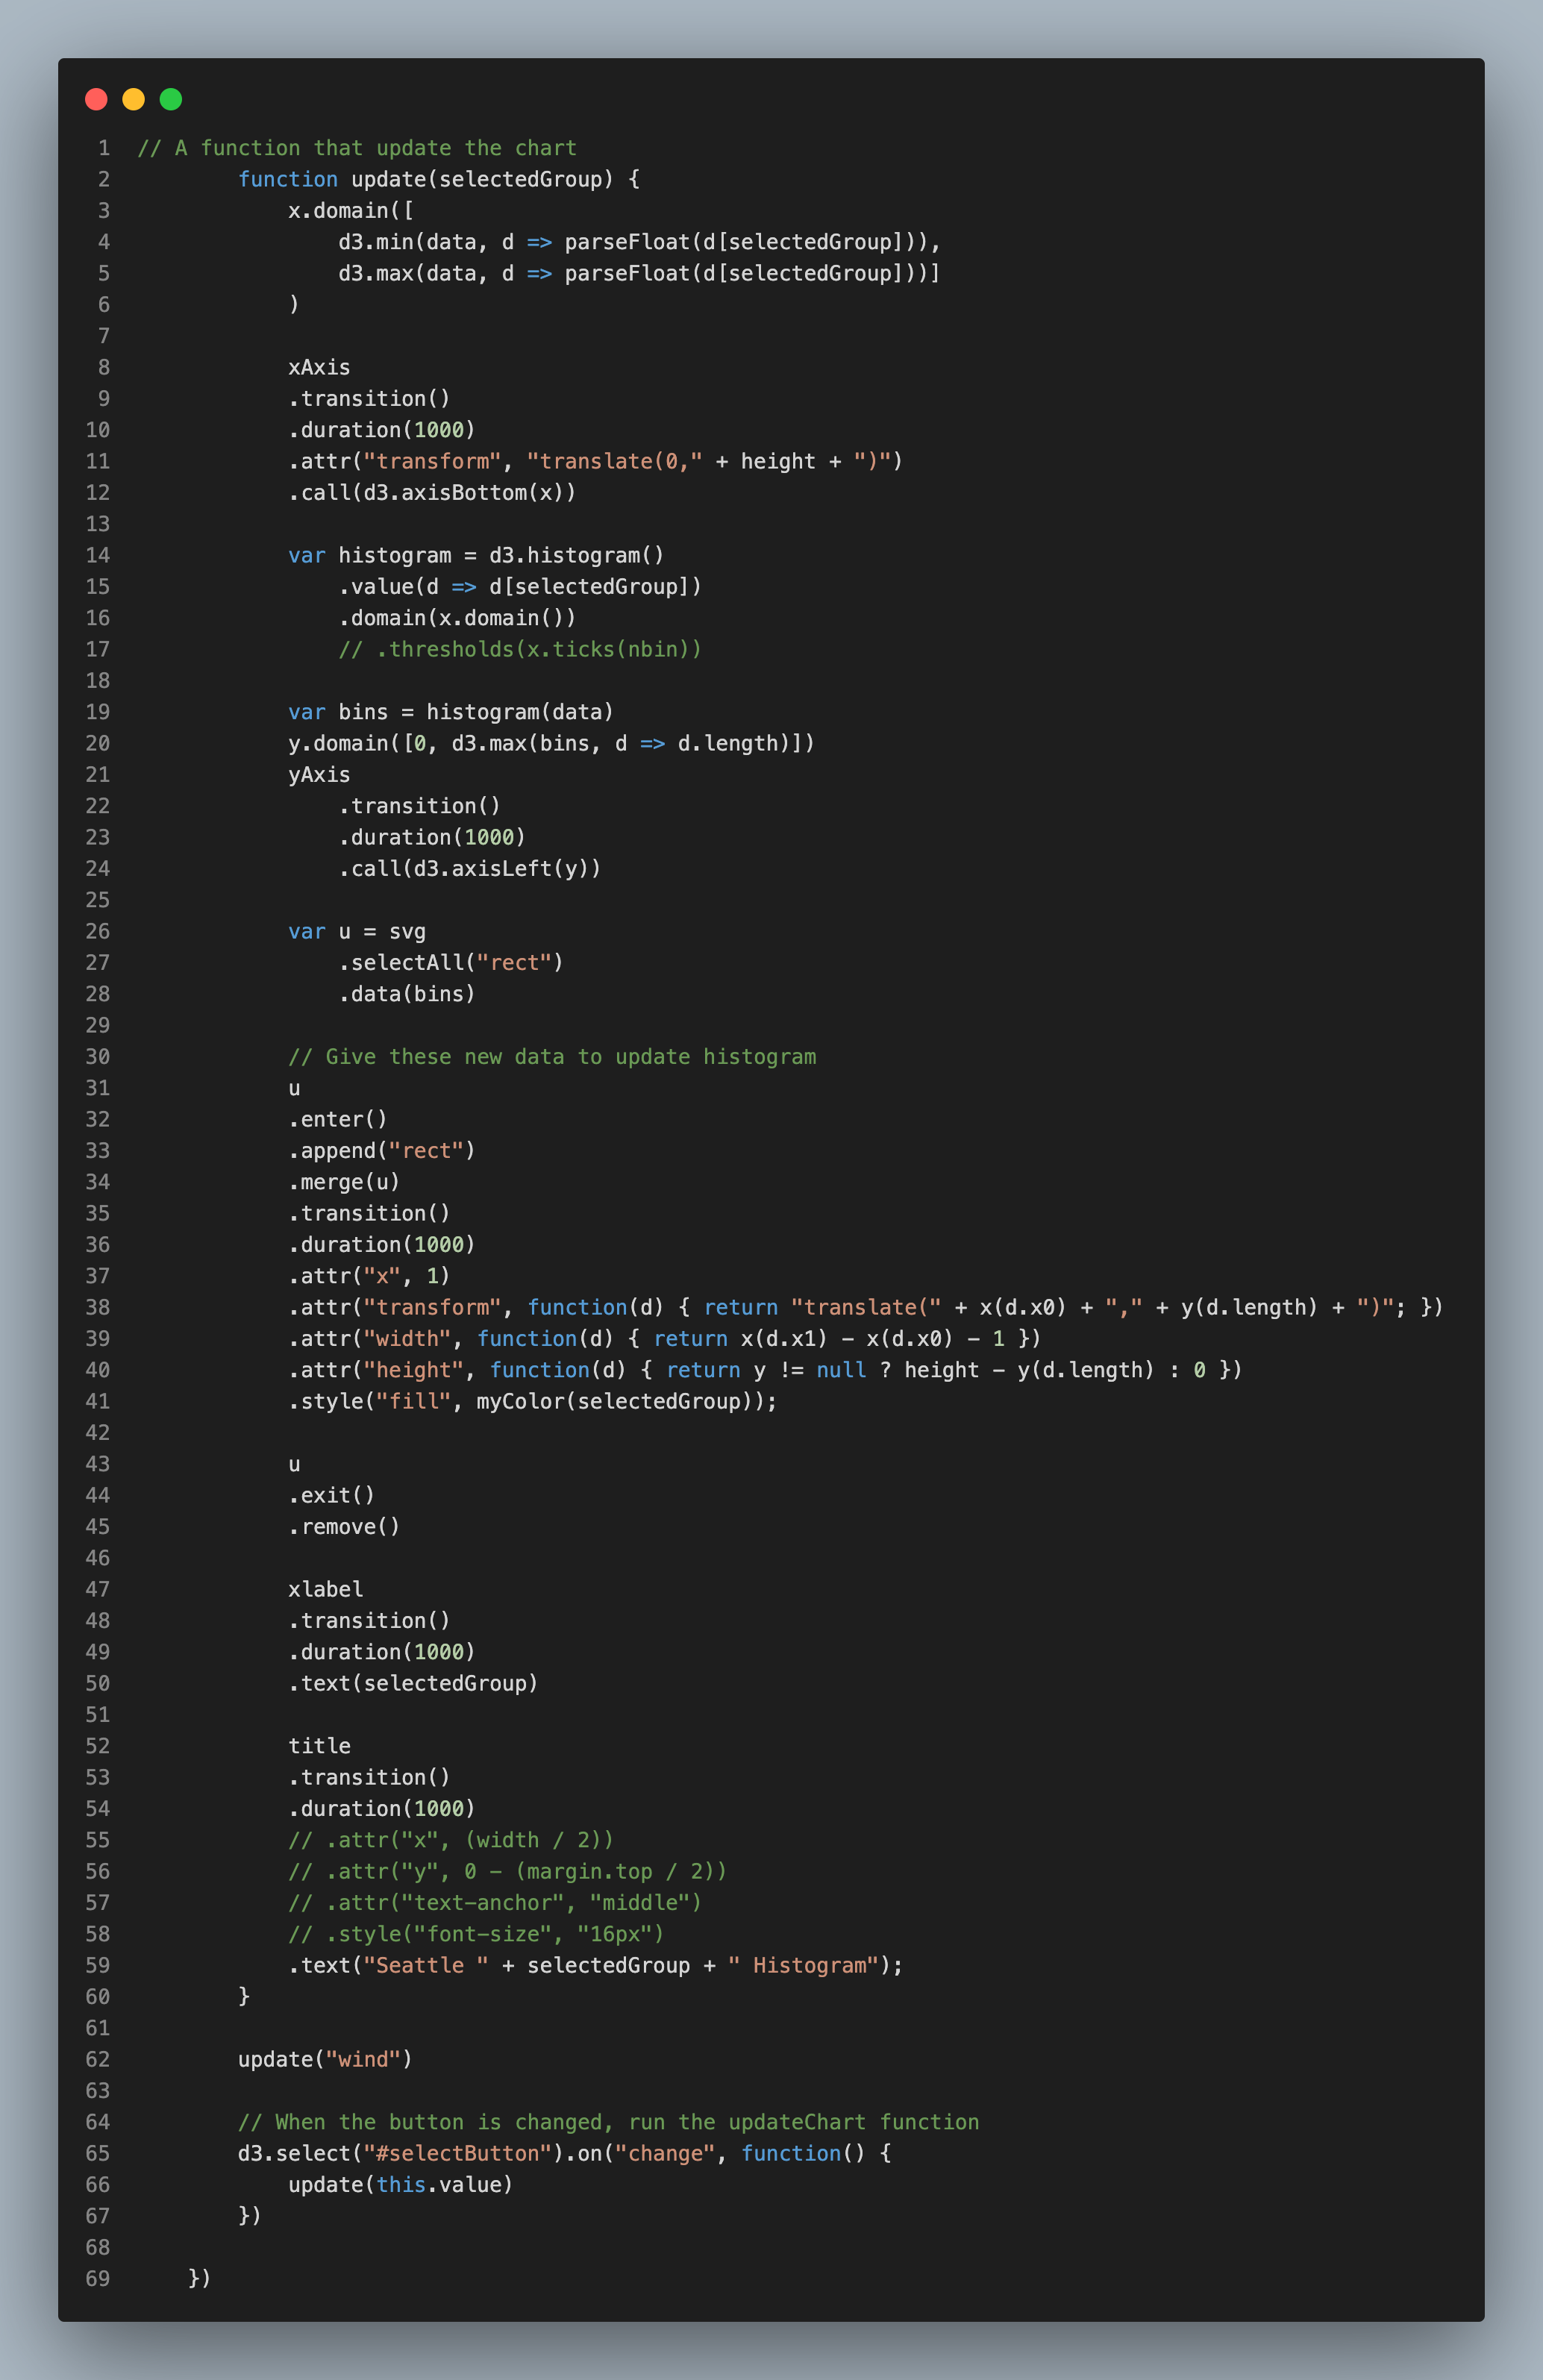 1 // A function that update the chart
2 function update(selectedGroup) {
3 x.domain([
4 d3.min(data, d => parseFloat(d[selectedGroup])),
5 d3.max(data, d => parseFloat(d[selectedGroup]))]
6 )
7
8 xAxis
9 .transition()
10 .duration(1000)
11 .attr("transform", "translate(0," + height + ")")
12 .call(d3.axisBottom(x))
13
14 var histogram = d3.histogram()
15 .value(d => d[selectedGroup])
16 .domain(x.domain())
17 // .thresholds(x.ticks(nbin))
18
19 var bins = histogram(data)
20 y.domain([0, d3.max(bins, d => d.length)])
21 yAxis
22 .transition()
23 .duration(1000)
24 .call(d3.axisLeft(y))
25
26 var u = svg
27 .selectAll("rect")
28 .data(bins)
29
30 // Give these new data to update histogram
31 u
32 .enter()
33 .append("rect")
34 .merge(u)
35 .transition()
36 .duration(1000)
37 .attr("x", 1)
38 .attr("transform", function(d) { return "translate(" + x(d.x0) + "," + y(d.length) + ")"; })
39 .attr("width", function(d) { return x(d.x1) - x(d.x0) - 1 })
40 .attr("height", function(d) { return y != null ? height - y(d.length) : 0 })
41 .style("fill", myColor(selectedGroup));
42
43 u
44 .exit()
45 .remove()
46
47 xlabel
48 .transition()
49 .duration(1000)
50 .text(selectedGroup)
51
52 title
53 .transition()
54 .duration(1000)
55 // .attr("x", (width / 2))
56 // .attr("y", 0 - (margin.top / 2))
57 // .attr("text-anchor", "middle")
58 // .style("font-size", "16px")
59 .text("Seattle " + selectedGroup + " Histogram");
60 }
61
62 update("wind")
63
64 // When the button is changed, run the updateChart function
65 d3.select("#selectButton").on("change", function() {
66 update(this.value)
67 })
68
69 })